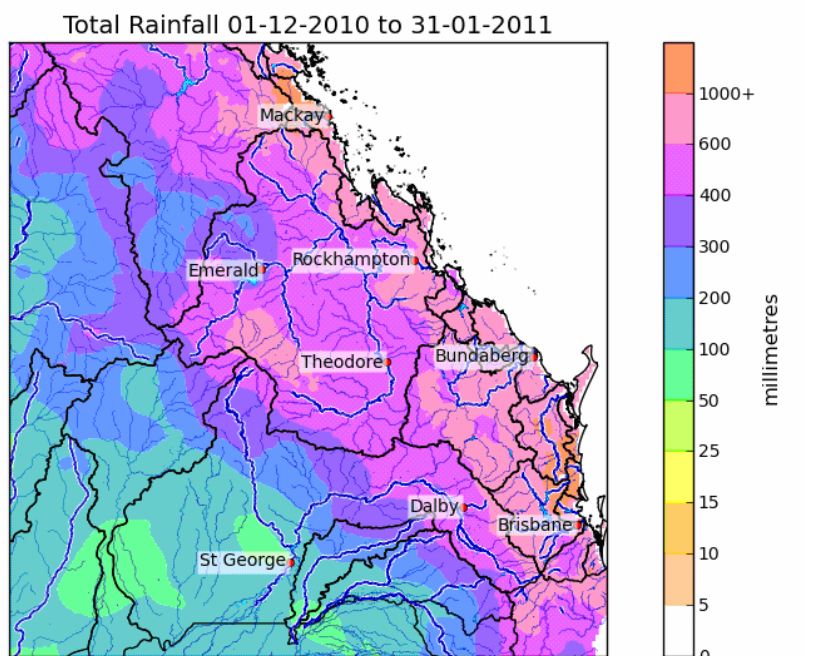 Total Rainfall 01-12-2010 to 31-01-2011
Mackay
Emerald
Rockhampton
Theodore
Bundaberg
Dalby
Brisbane
St George
1000+
600
400
300
200
100
50
25
15
10
5
0
millimetres